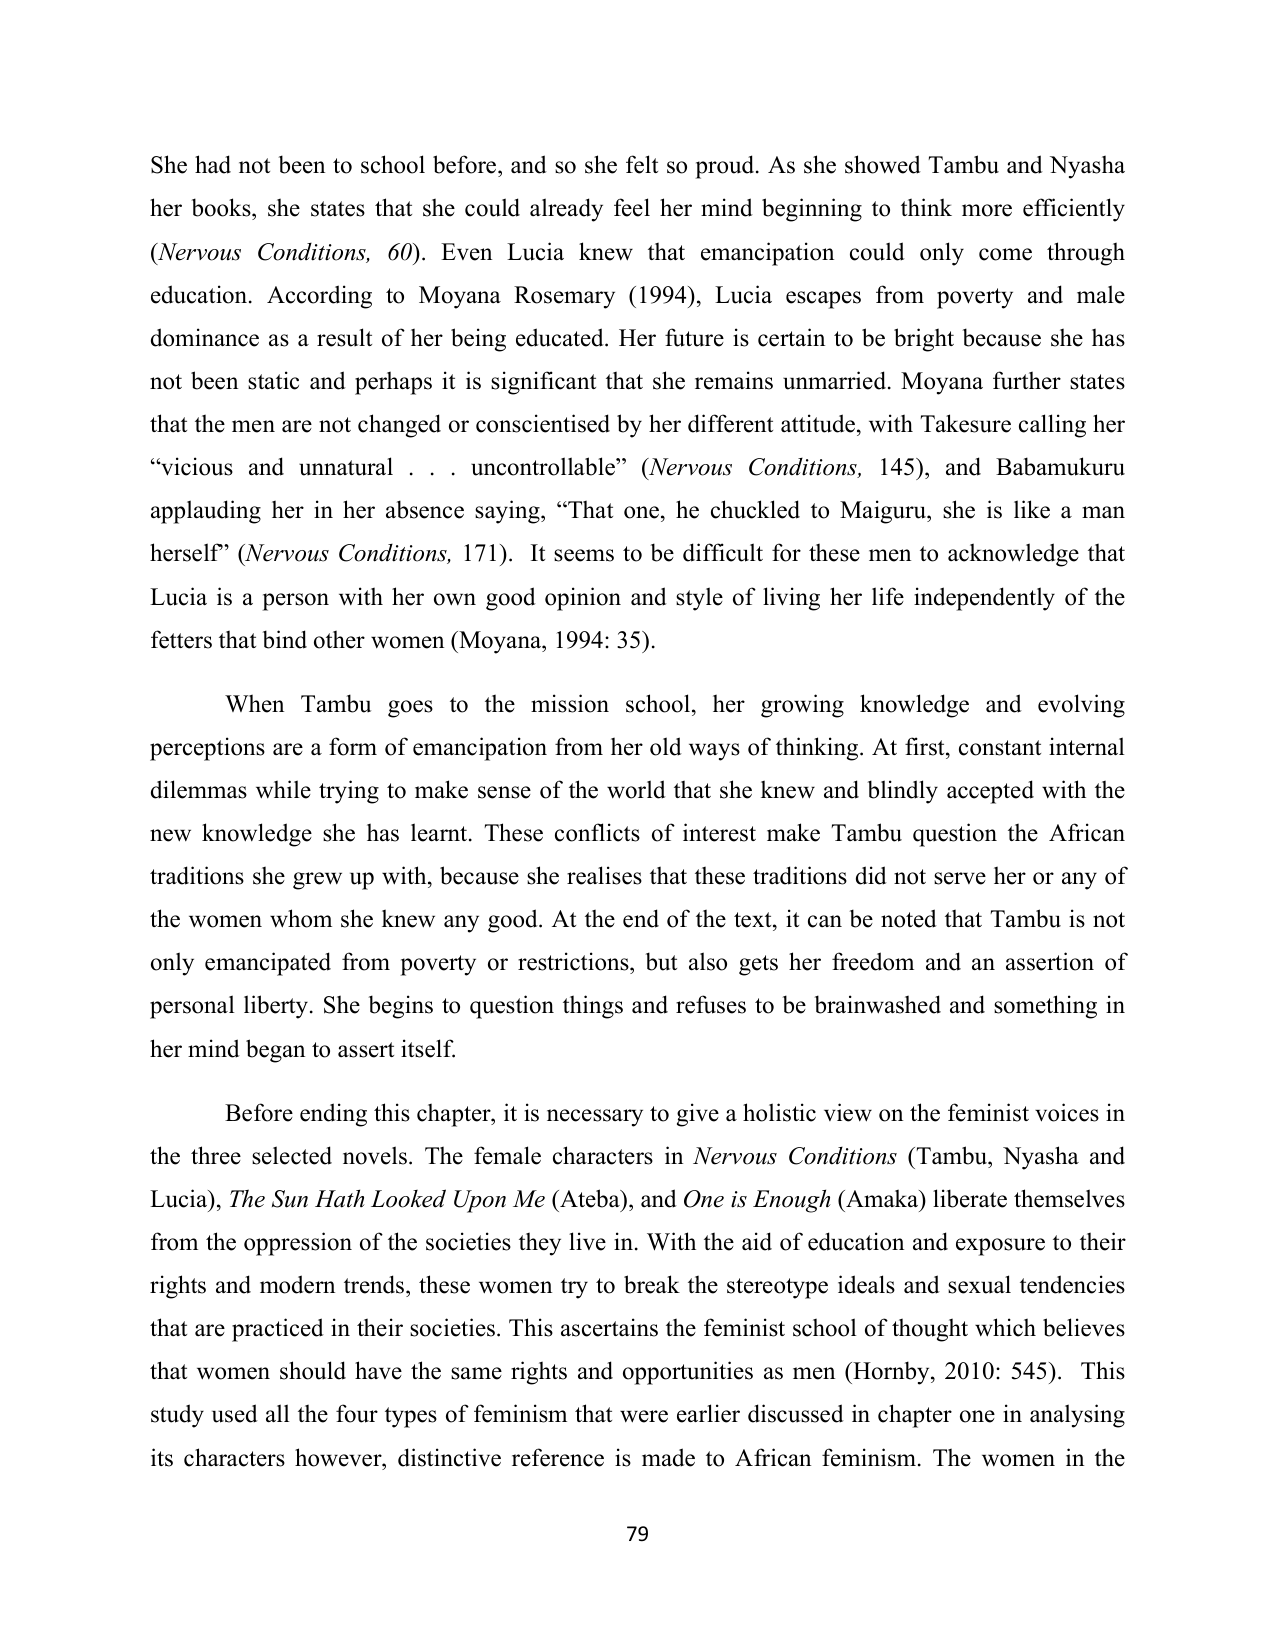 She had not been to school before, and so she felt so proud. As she showed Tambu and Nyasha
her books, she states that she could already feel her mind beginning to think more efficiently
(Nervous Conditions, 60). Even Lucia knew that emancipation could only come through
education. According to Moyana Rosemary (1994), Lucia escapes from poverty and male
dominance as a result of her being educated. Her future is certain to be bright because she has
not been static and perhaps it is significant that she remains unmarried. Moyana further states
that the men are not changed or conscientised by her different attitude, with Takesure calling her
“vicious and unnatural . . . uncontrollable” (Nervous Conditions, 145), and Babamukuru
applauding her in her absence saying, “That one, he chuckled to Maiguru, she is like a man
herself” (Nervous Conditions, 171).  It seems to be difficult for these men to acknowledge that
Lucia is a person with her own good opinion and style of living her life independently of the
fetters that bind other women (Moyana, 1994: 35).
When Tambu goes to the mission school, her growing knowledge and evolving
perceptions are a form of emancipation from her old ways of thinking. At first, constant internal
dilemmas while trying to make sense of the world that she knew and blindly accepted with the
new knowledge she has learnt. These conflicts of interest make Tambu question the African
traditions she grew up with, because she realises that these traditions did not serve her or any of
the women whom she knew any good. At the end of the text, it can be noted that Tambu is not
only emancipated from poverty or restrictions, but also gets her freedom and an assertion of
personal liberty. She begins to question things and refuses to be brainwashed and something in
her mind began to assert itself.
Before ending this chapter, it is necessary to give a holistic view on the feminist voices in
the three selected novels. The female characters in Nervous Conditions (Tambu, Nyasha and
Lucia), The Sun Hath Looked Upon Me (Ateba), and One is Enough (Amaka) liberate themselves
from the oppression of the societies they live in. With the aid of education and exposure to their
rights and modern trends, these women try to break the stereotype ideals and sexual tendencies
that are practiced in their societies. This ascertains the feminist school of thought which believes
that women should have the same rights and opportunities as men (Hornby, 2010: 545).  This
study used all the four types of feminism that were earlier discussed in chapter one in analysing
its characters however, distinctive reference is made to African feminism. The women in the
79